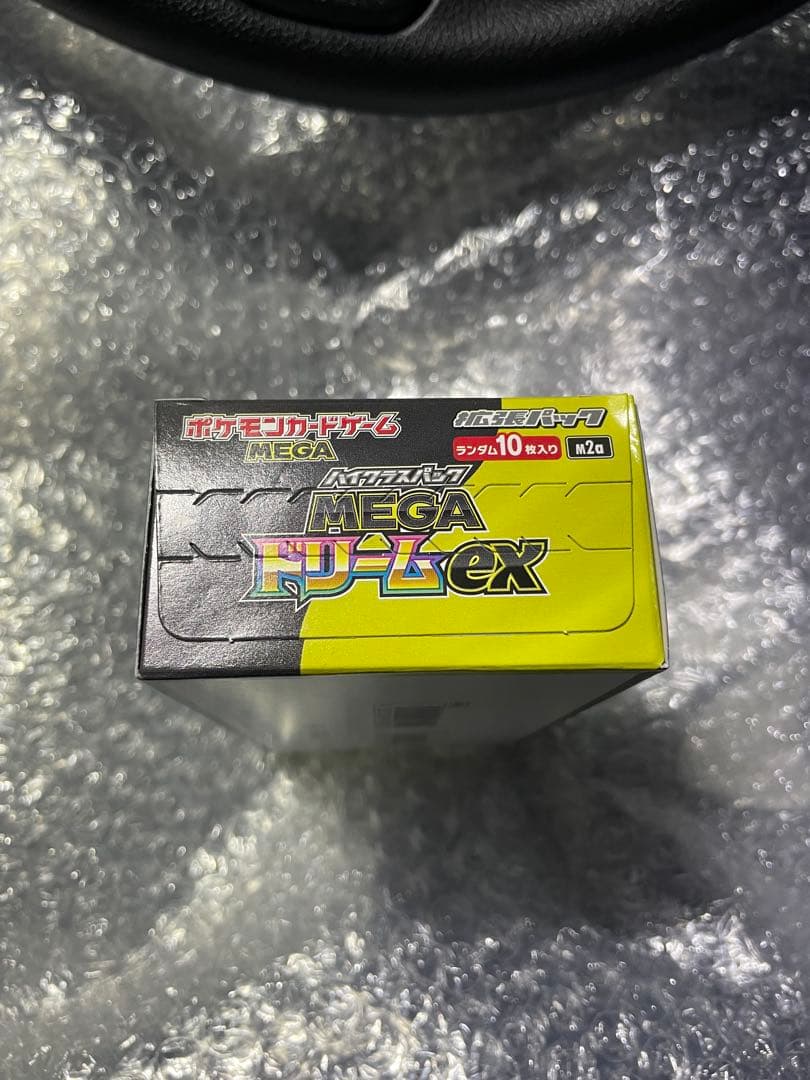 ポケモンカードゲーム
MEGA
拡張パック
ランダム10枚入り
M2a
ハイクラスパック
MEGA
ドリームex